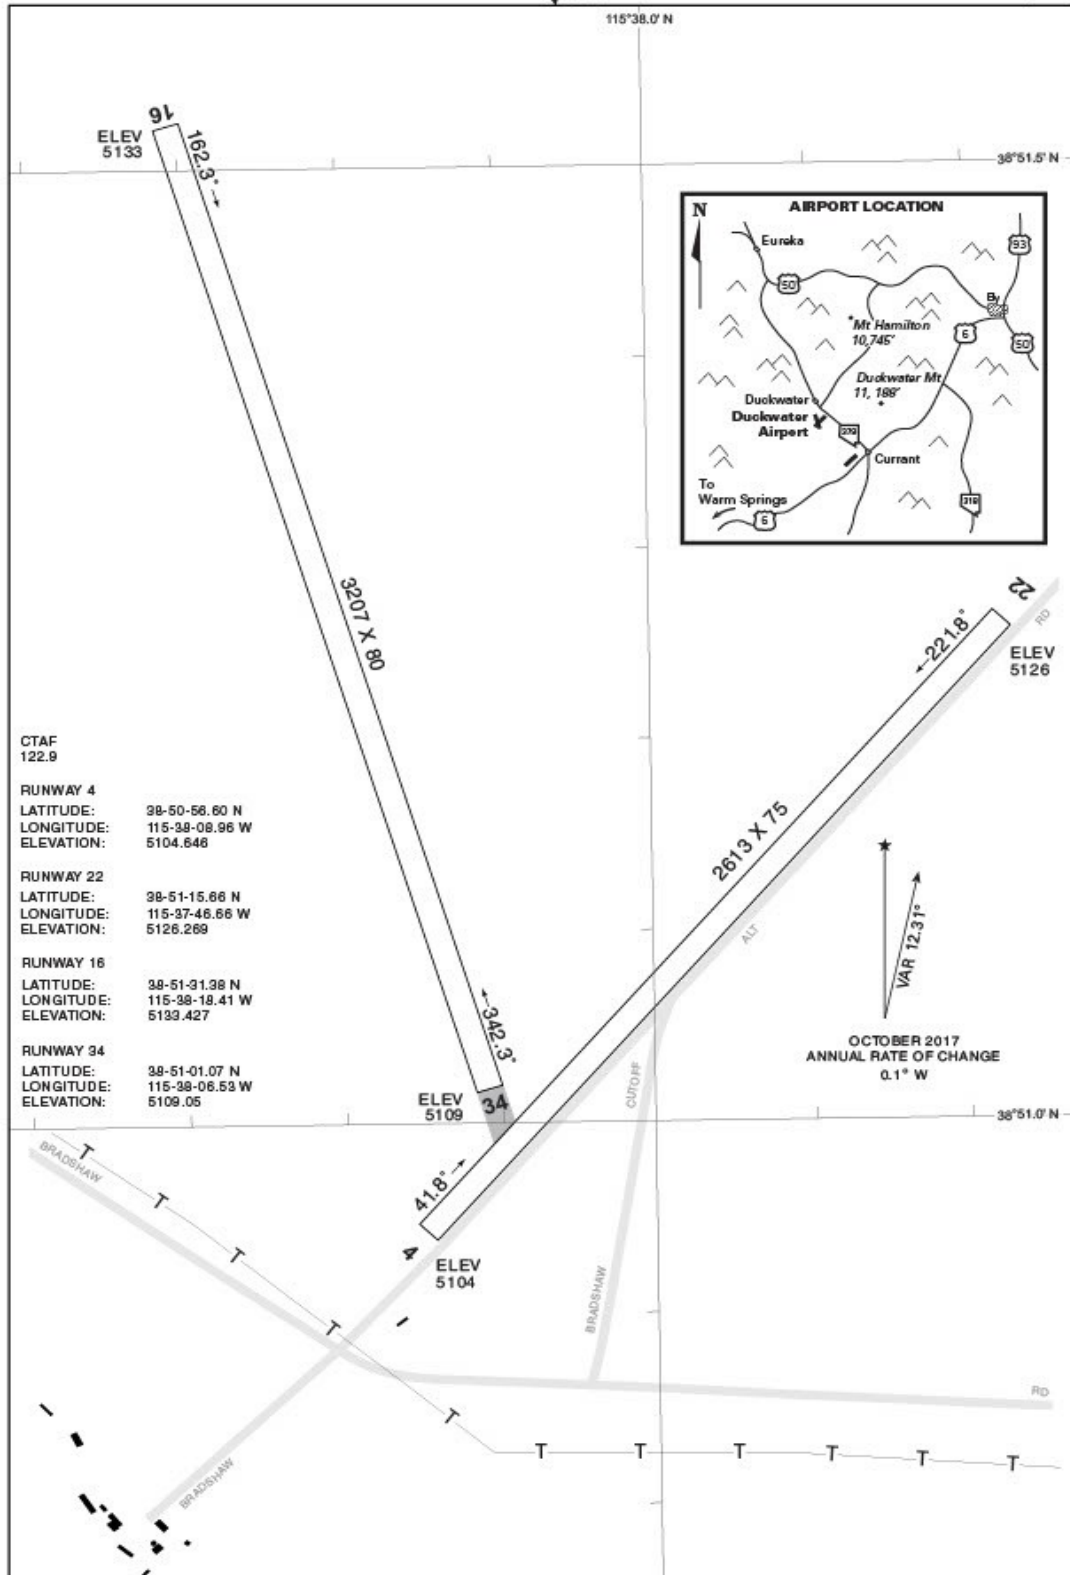 115°38.0' N
16
ELEV
5133
162.3°
38°51.5' N
AIRPORT LOCATION
N
Eureka
93
50
Ely
Mt Hamilton
10,745'
6
50
Duckwater Mt
11, 188'
Duckwater
Duckwater
Airport
379
Currant
To
Warm Springs
6
318
3207 X 80
22
RD
221.8°
ELEV
5126
CTAF
122.9
RUNWAY 4
LATITUDE: 38-50-56.60 N
LONGITUDE: 115-38-08.96 W
ELEVATION: 5104.646
RUNWAY 22
LATITUDE: 38-51-15.66 N
LONGITUDE: 115-37-46.66 W
ELEVATION: 5126.269
RUNWAY 16
LATITUDE: 38-51-31.38 N
LONGITUDE: 115-38-18.41 W
ELEVATION: 5133.427
RUNWAY 34
LATITUDE: 38-51-01.07 N
LONGITUDE: 115-38-06.53 W
ELEVATION: 5109.05
2613 X 75
ALT
VAR 12.31°
OCTOBER 2017
ANNUAL RATE OF CHANGE
0.1° W
342.3°
CUTOFF
ELEV
5109
34
38°51.0' N
BRADSHAW
T
T
T
T
T
41.8°
4
ELEV
5104
BRADSHAW
RD
T
T
T
T
T
T
BRADSHAW